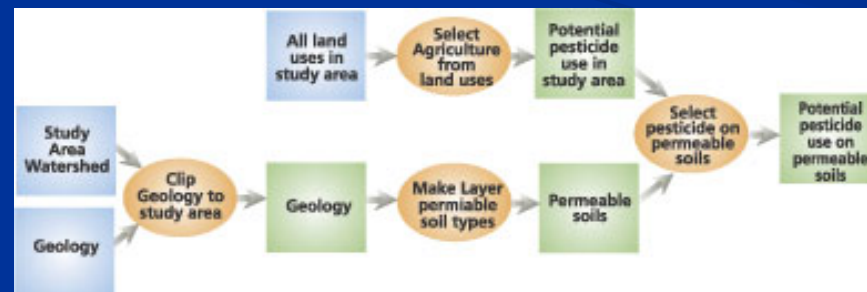 All land
uses in
study area
Select
Agriculture
from
land uses
Potential
pesticide
use in
study area
Study
Area
Watershed
Clip
Geology to
study area
Geology
Geology
Make Layer
permiable
soil types
Permeable
soils
Select
pesticide on
permeable
soils
Potential
pesticide
use on
permeable
soils